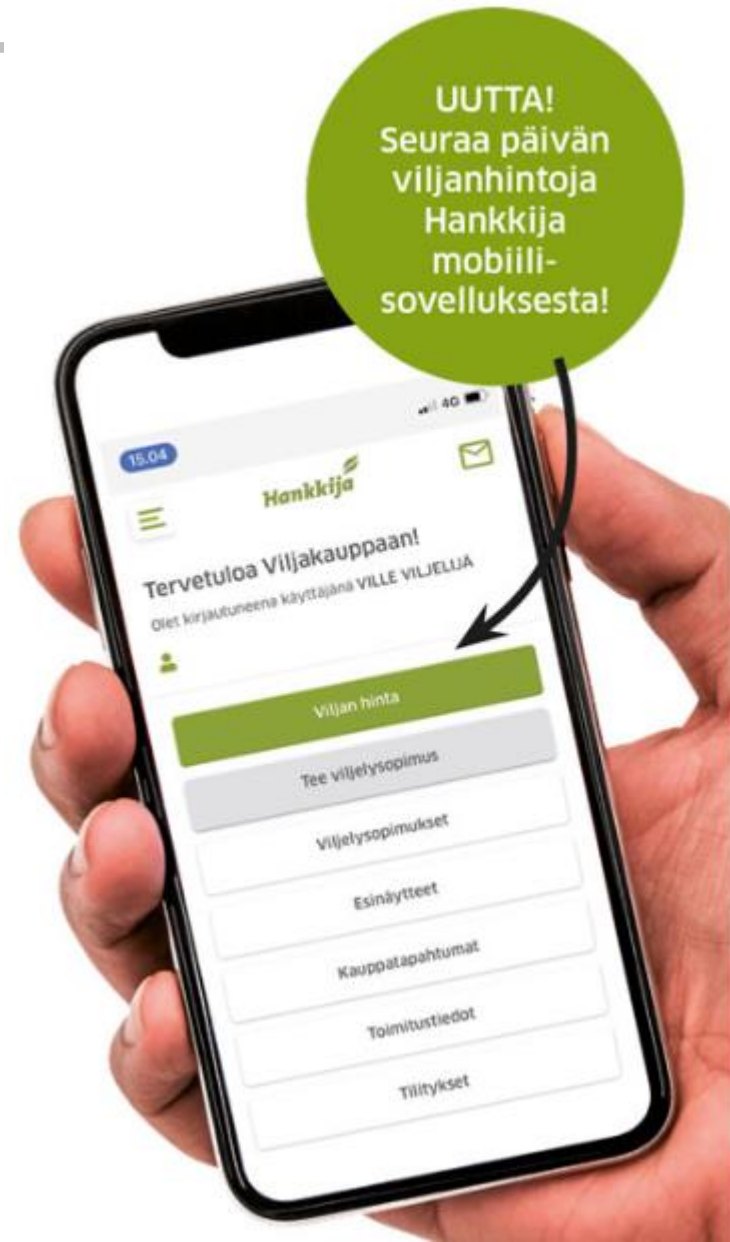 UUTTA!
Seuraa päivän
viljanhintoja
Hankkija
mobiili-
sovelluksesta!
15.04
4G
Hankkija
Tervetuloa Viljakauppaan!
Olet kirjautuneena käyttäjänä VILLE VILJELIJÄ
Viljan hinta
Tee viljelysopimus
Viljelysopimukset
Esinäytteet
Kauppatapahtumat
Toimitustiedot
Tilitykset